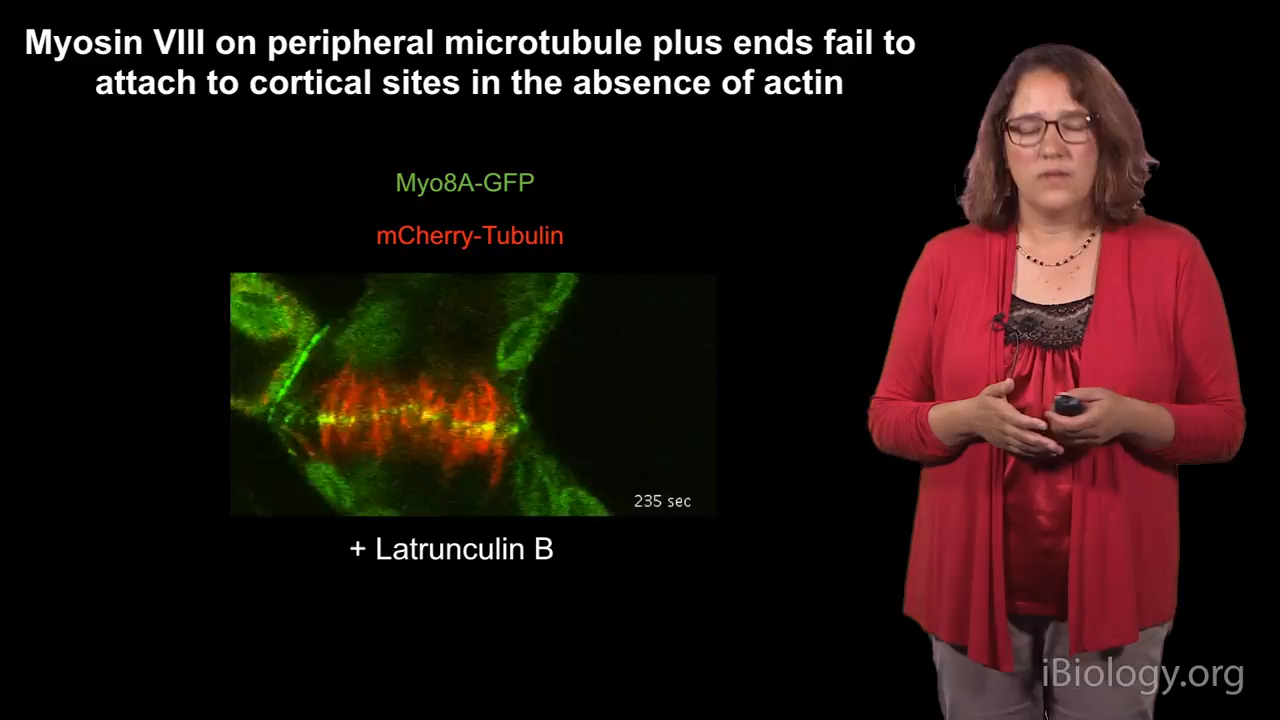 Myosin VIII on peripheral microtubule plus ends fail to
attach to cortical sites in the absence of actin
Myo8A-GFP
mCherry-Tubulin
235 sec
+ Latrunculin B
iBiology.org